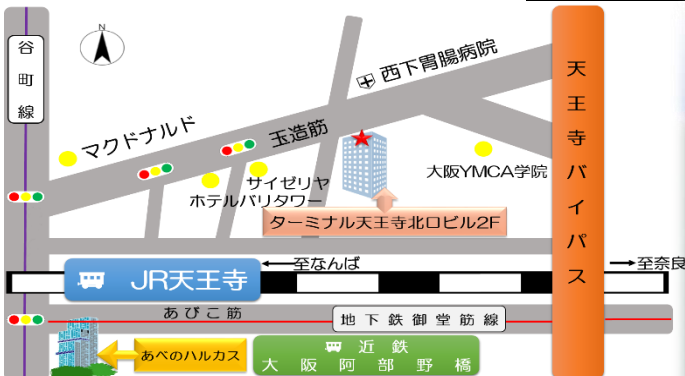 N
谷町線
西下胃腸病院
天王寺バイパス
マクドナルド
玉造筋
大阪YMCA学院
サイゼリヤ
ホテルバリタワー
ターミナル天王寺北口ビル2F
至なんば
至奈良
JR天王寺
あびこ筋
地下鉄御堂筋線
あべのハルカス
近鉄
大阪阿部野橋